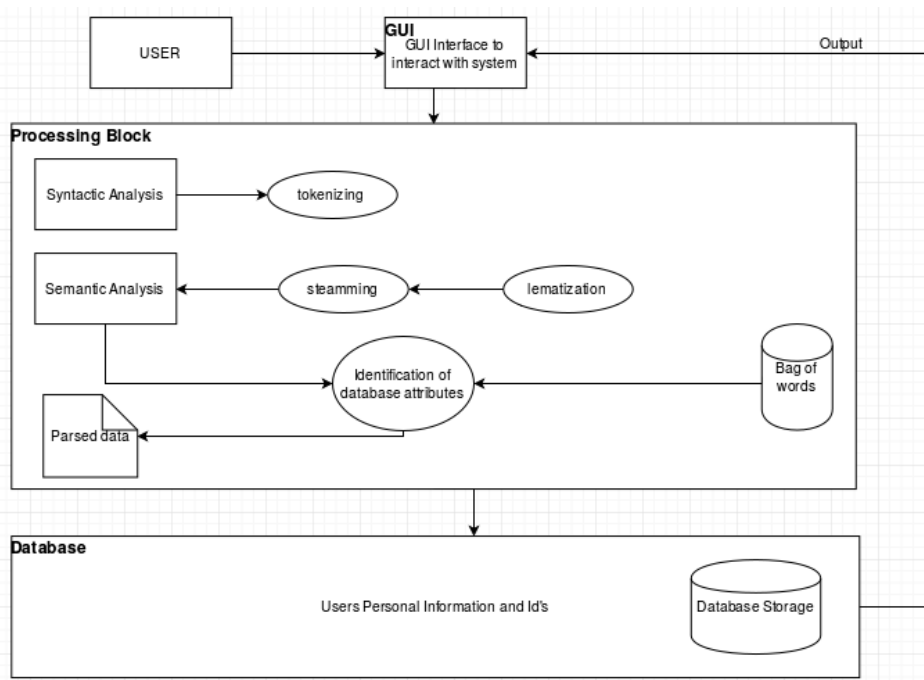 USER
GUI
GUI Interface to
interact with system
Output
Processing Block
Syntactic Analysis
tokenizing
Semantic Analysis
steamming
lematization
Identification of
database attributes
Bag of
words
Parsed data
Database
Users Personal Information and Id's
Database Storage